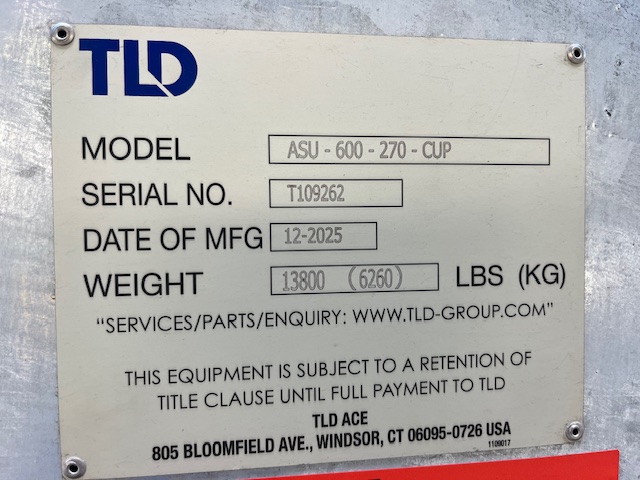 TLD
MODEL ASU - 600 - 270 - CUP
SERIAL NO. T109262
DATE OF MFG 12-2025
WEIGHT 13800 (6260) LBS (KG)
“SERVICES/PARTS/ENQUIRY: WWW.TLD-GROUP.COM”
THIS EQUIPMENT IS SUBJECT TO A RETENTION OF
TITLE CLAUSE UNTIL FULL PAYMENT TO TLD
TLD ACE
805 BLOOMFIELD AVE., WINDSOR, CT 06095-0726 USA
1109017